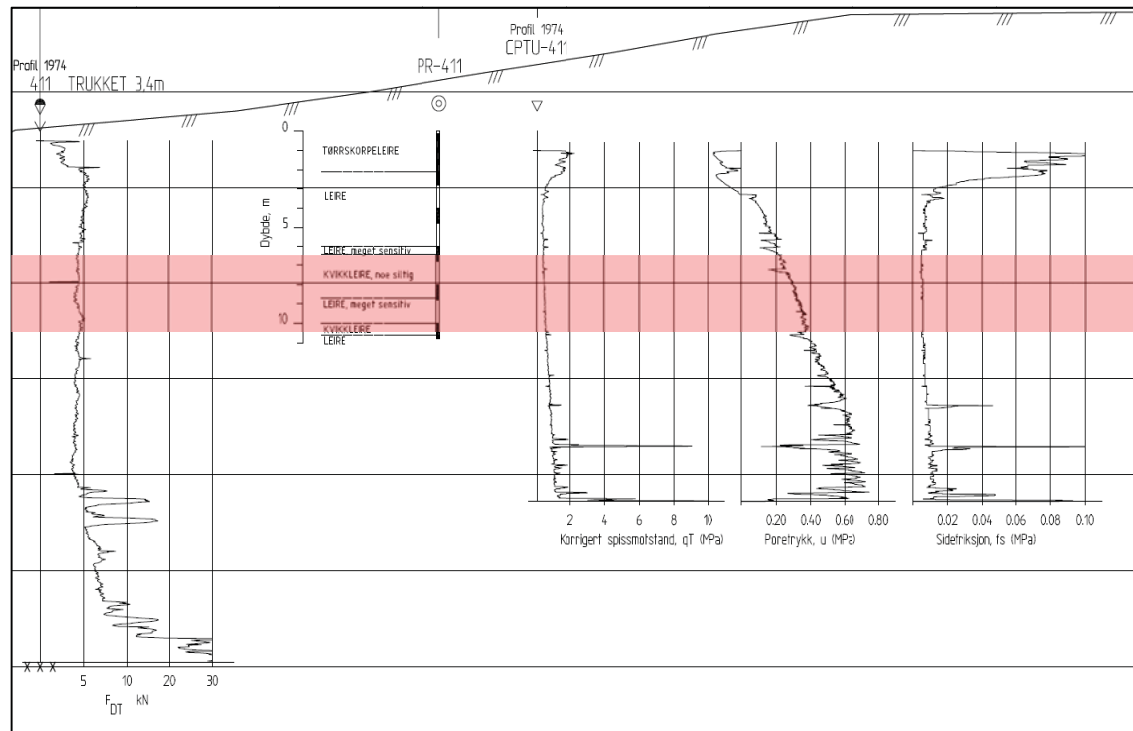 Profil 1974
CPTU-411
PR-411
Profil 1974
411 TRUKKET 3,4m
0
5
10
Dybde, m
TØRRSKORPELEIRE
LEIRE
LEIRE, meget sensitiv
KVIKKLEIRE, noe siltig
LEIRE, meget sensitiv
KVIKKLEIRE
LEIRE
2 4 6 8 1
Korrigert spissmotstand, qT (MPa)
0.20 0.40 0.60 0.80
Poretrykk, u (MPa)
0.02 0.04 0.06 0.08 0.10
Sidefriksjon, fs (MPa)
X X X
5 10 20 30
F DT kN